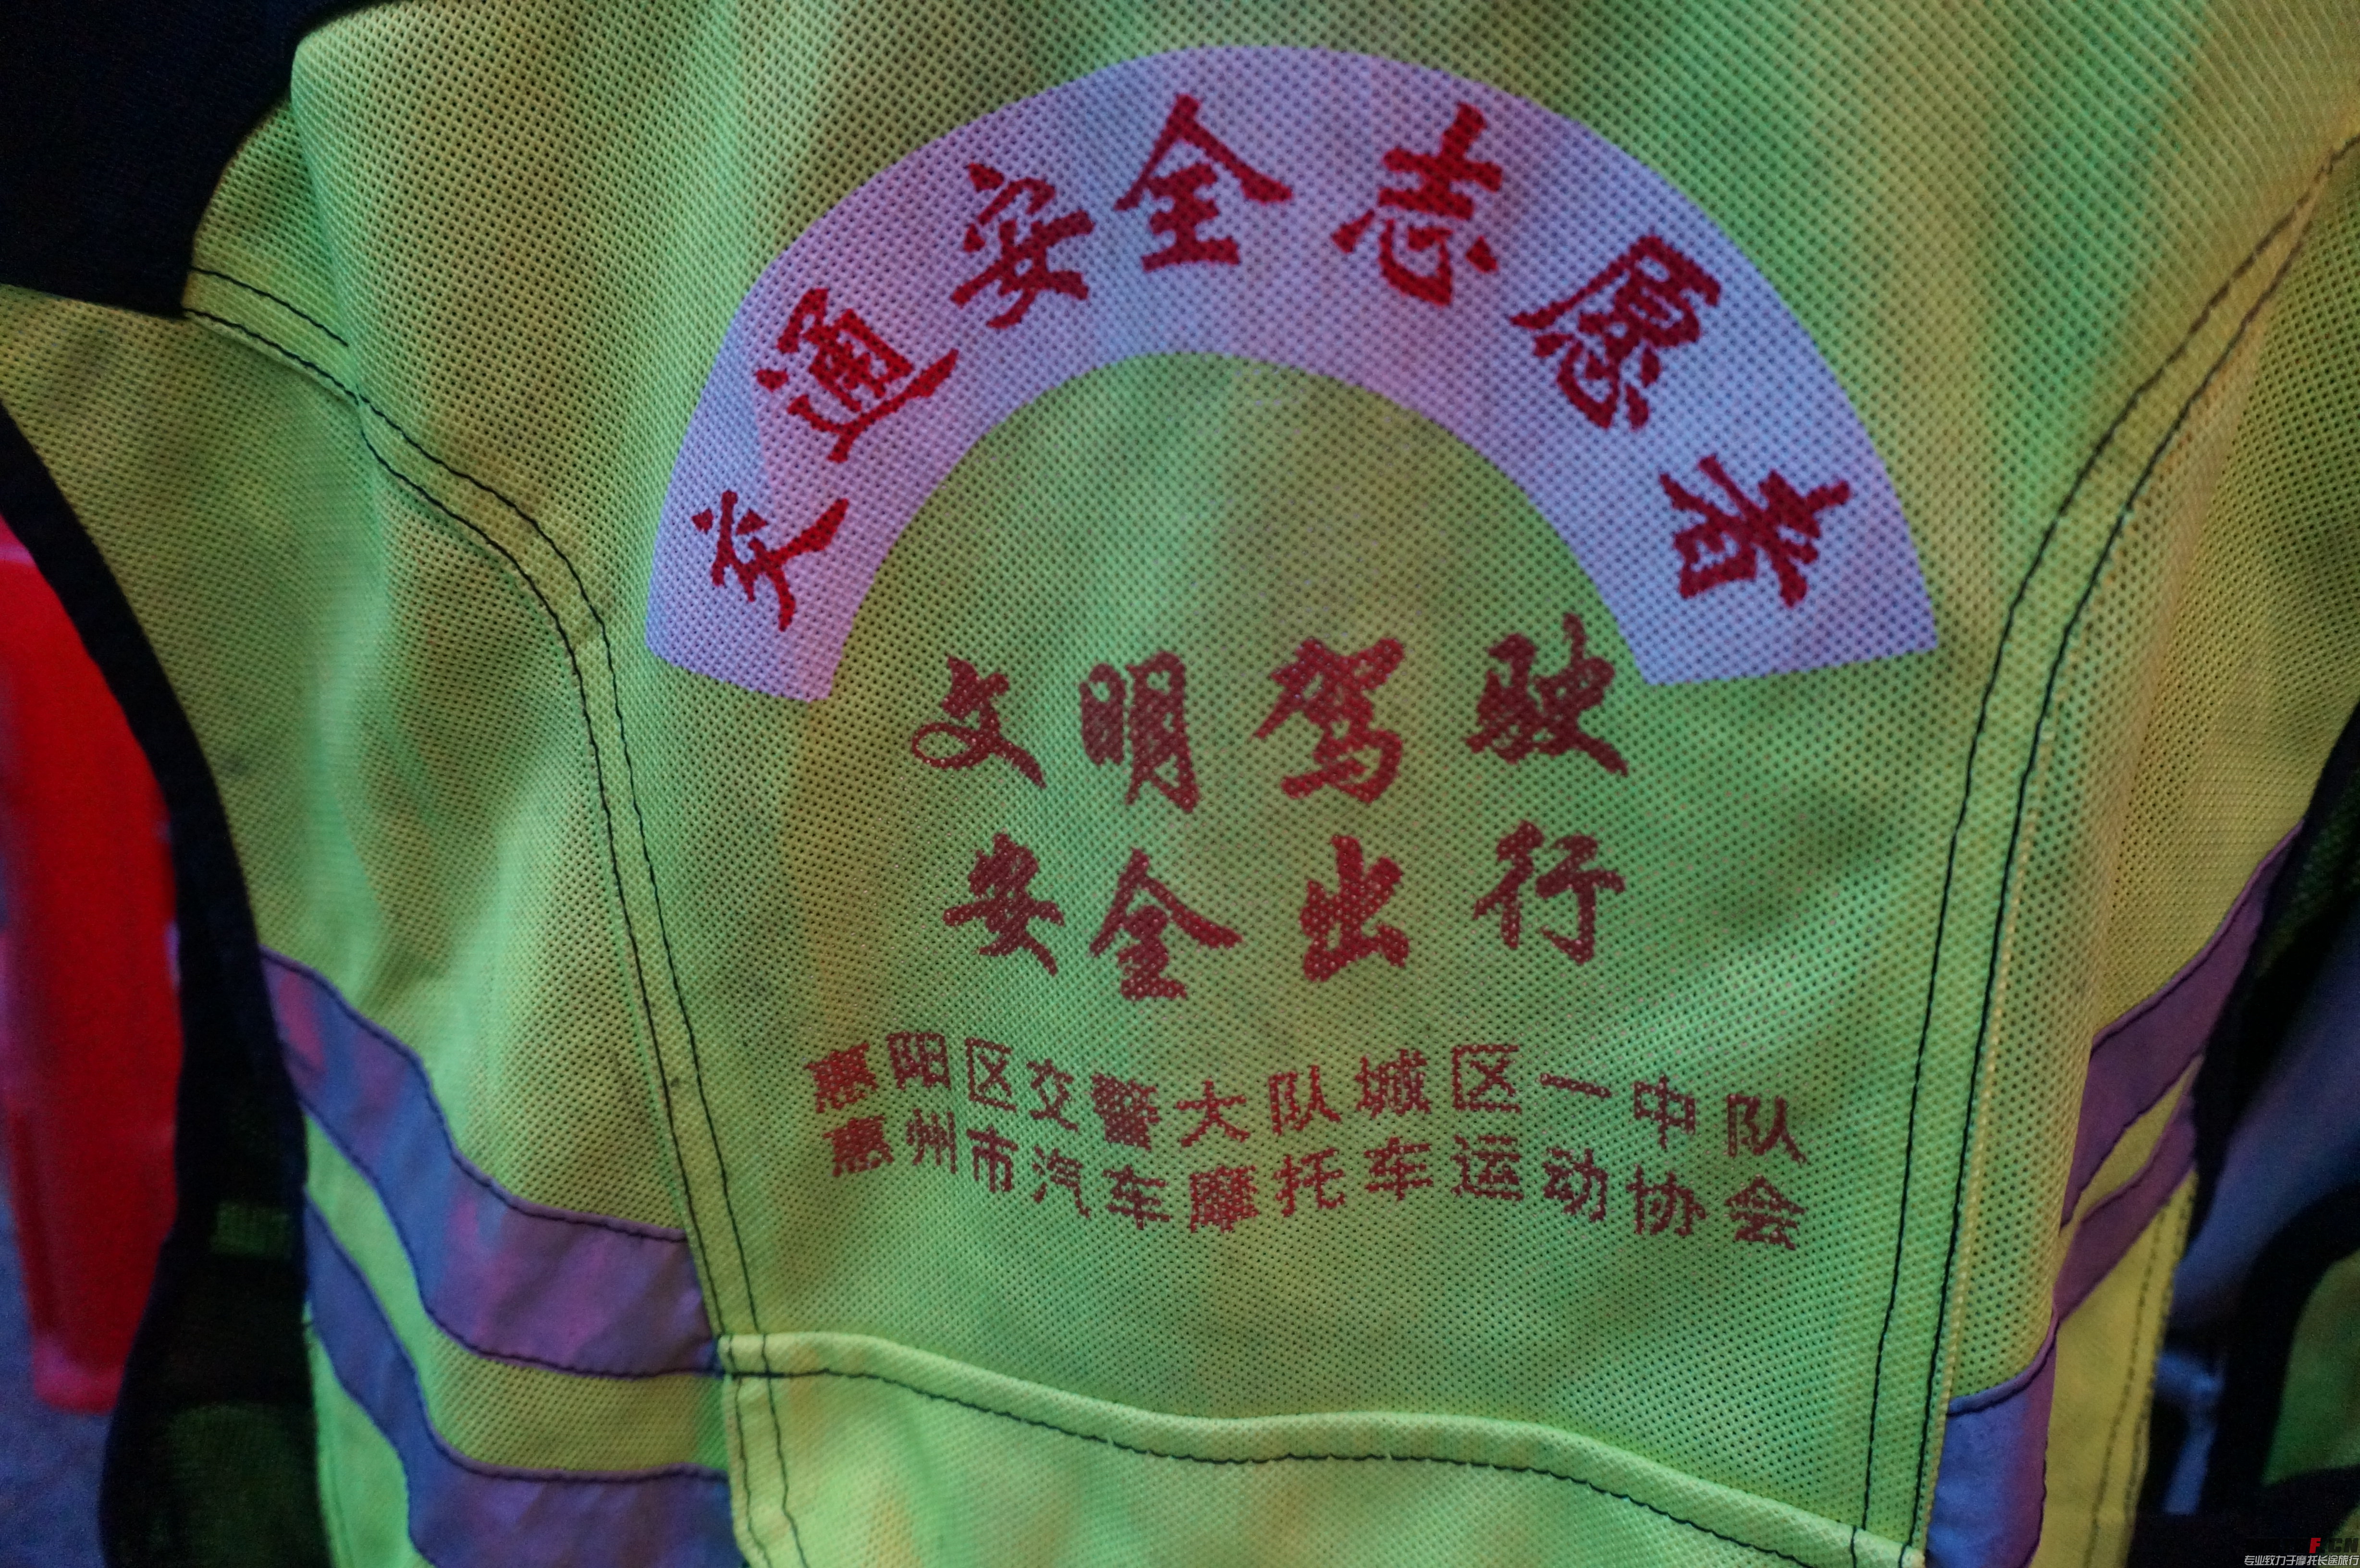 交通安全志愿者
文明驾驶
安全出行
惠阳区交警大队城区一中队
惠州市汽车摩托车运动协会
专业致力于摩托长途旅行